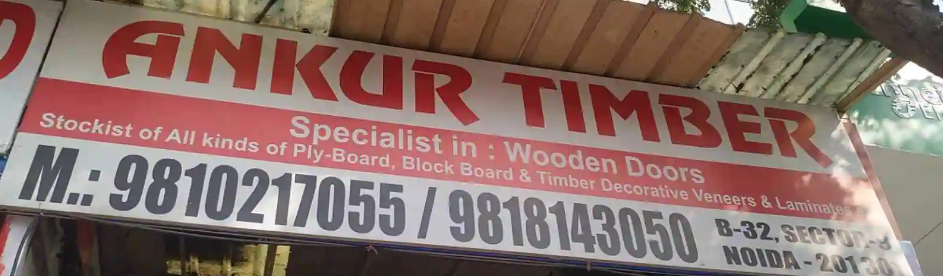 ANKUR TIMBER
Specialist in : Wooden Doors
Stockist of All kinds of Ply-Board, Block Board & Timber Decorative Veneers & Laminates
M.: 9810217055 / 9818143050
B-32, SECTOR-9
NOIDA - 201301